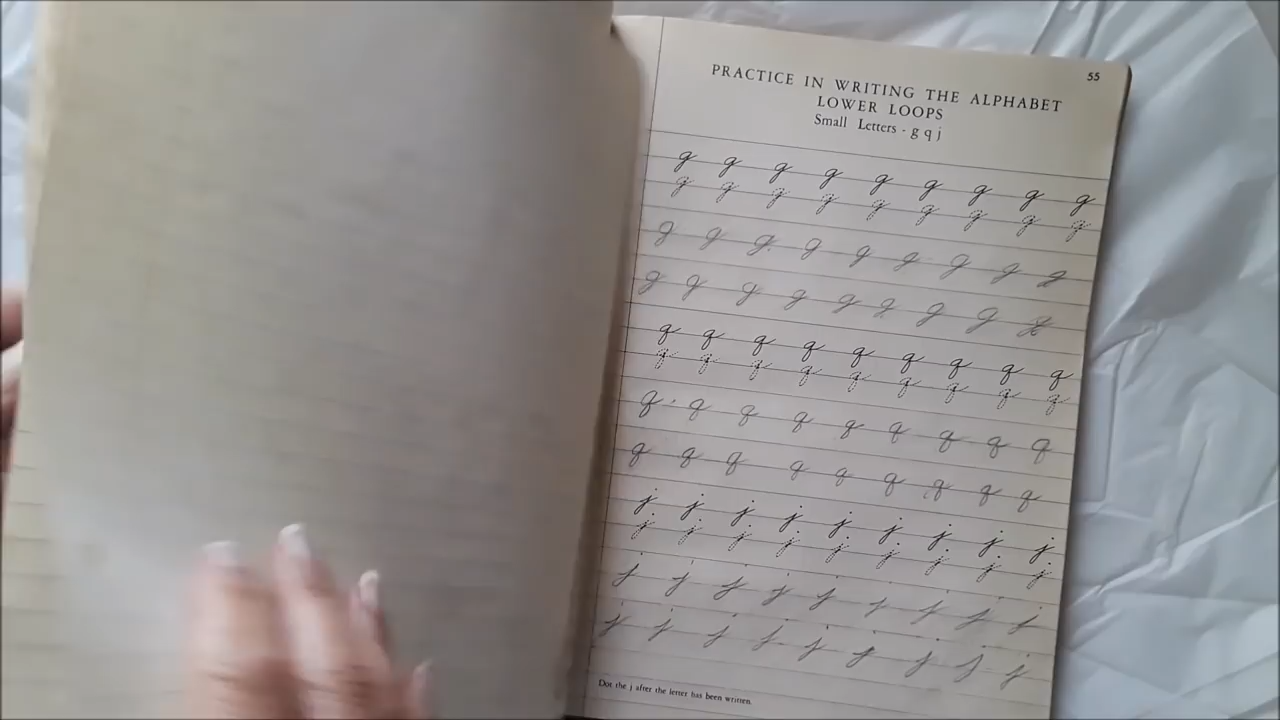 55
PRACTICE IN WRITING THE ALPHABET
LOWER LOOPS
Small Letters - g q j
g g g g g g g g g
g g g g g g g g g
g g g g g g g g g
g g g g g g g g g
q q q q q q q q q
q q q q q q q q q
q q q q q q q q q
q q q q q q q q q
j j j j j j j j j
j j j j j j j j j
j j j j j j j j j
j j j j j j j j j
Dot the j after the letter has been written.